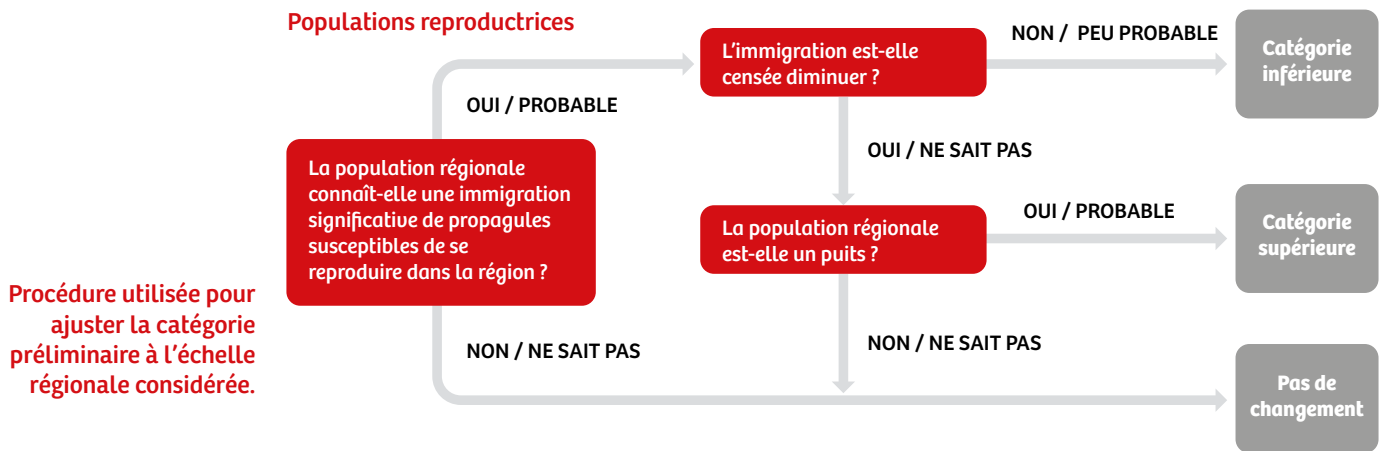 Populations reproductrices
L'immigration est-elle
censée diminuer ?
NON / PEU PROBABLE
Catégorie
inférieure
OUI / PROBABLE
La population régionale
connaît-elle une immigration
significative de propagules
susceptibles de se
reproduire dans la région ?
OUI / NE SAIT PAS
La population régionale
est-elle un puits ?
OUI / PROBABLE
Catégorie
supérieure
Procédure utilisée pour
ajuster la catégorie
préliminaire à l'échelle
régionale considérée.
NON / NE SAIT PAS
NON / NE SAIT PAS
Pas de
changement